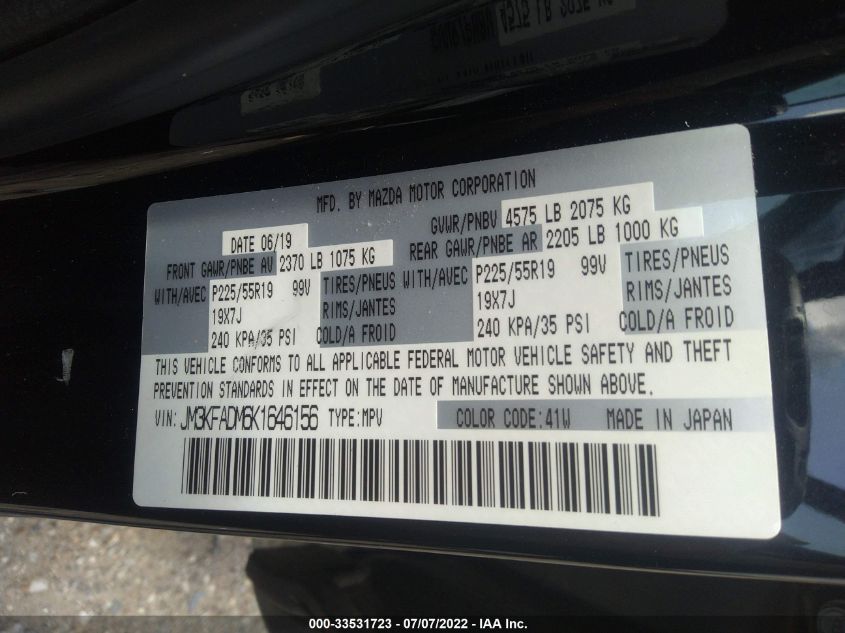 MFD. BY MAZDA MOTOR CORPORATION
DATE 06/19 GVWR/PNBV 4575 LB 2075 KG
FRONT GAWR/PNBE AV 2370 LB 1075 KG REAR GAWR/PNBE AR 2205 LB 1000 KG
WITH/AVEC P225/55R19 99V TIRES/PNEUS WITH/AVEC P225/55R19 99V TIRES/PNEUS
19X7J RIMS/JANTES 19X7J RIMS/JANTES
240 KPA/35 PSI COLD/A FROID 240 KPA/35 PSI COLD/A FROID
THIS VEHICLE CONFORMS TO ALL APPLICABLE FEDERAL MOTOR VEHICLE SAFETY AND THEFT
PREVENTION STANDARDS IN EFFECT ON THE DATE OF MANUFACTURE SHOWN ABOVE.
VIN: JM3KFADM6K1646156 TYPE:MPV COLOR CODE:41W MADE IN JAPAN
000-33531723 - 07/07/2022 - IAA Inc.